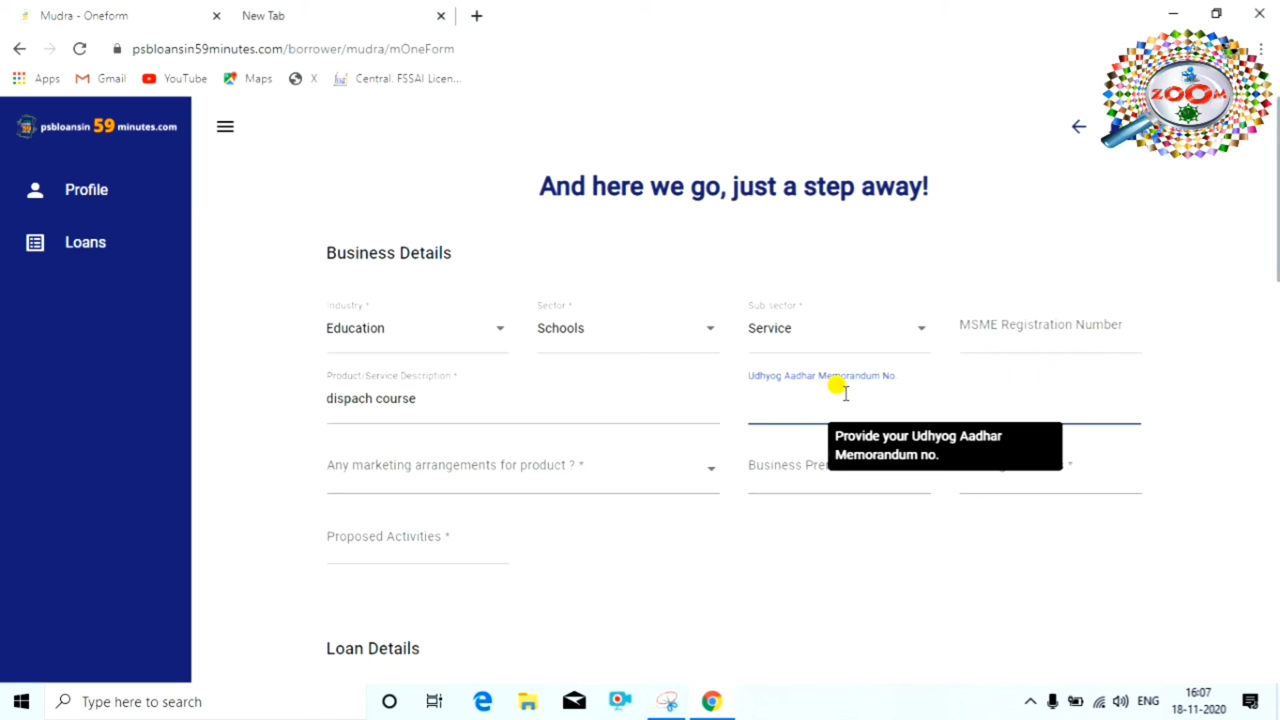 Mudra - Oneform
New Tab
psbloansin59minutes.com/borrower/mudra/mOneForm
Apps Gmail YouTube Maps X Central. FSSAI Licen...
ZOOM
psbloansin 59 minutes.com
Profile
Loans
And here we go, just a step away!
Business Details
Industry * Sector * Sub sector *
Education Schools Service MSME Registration Number
Product/Service Description * Udhyog Aadhar Memorandum No.
dispach course
Provide your Udhyog Aadhar
Memorandum no.
Any marketing arrangements for product ? * Business *
Proposed Activities *
Loan Details
Type here to search
ENG
16:07
18-11-2020